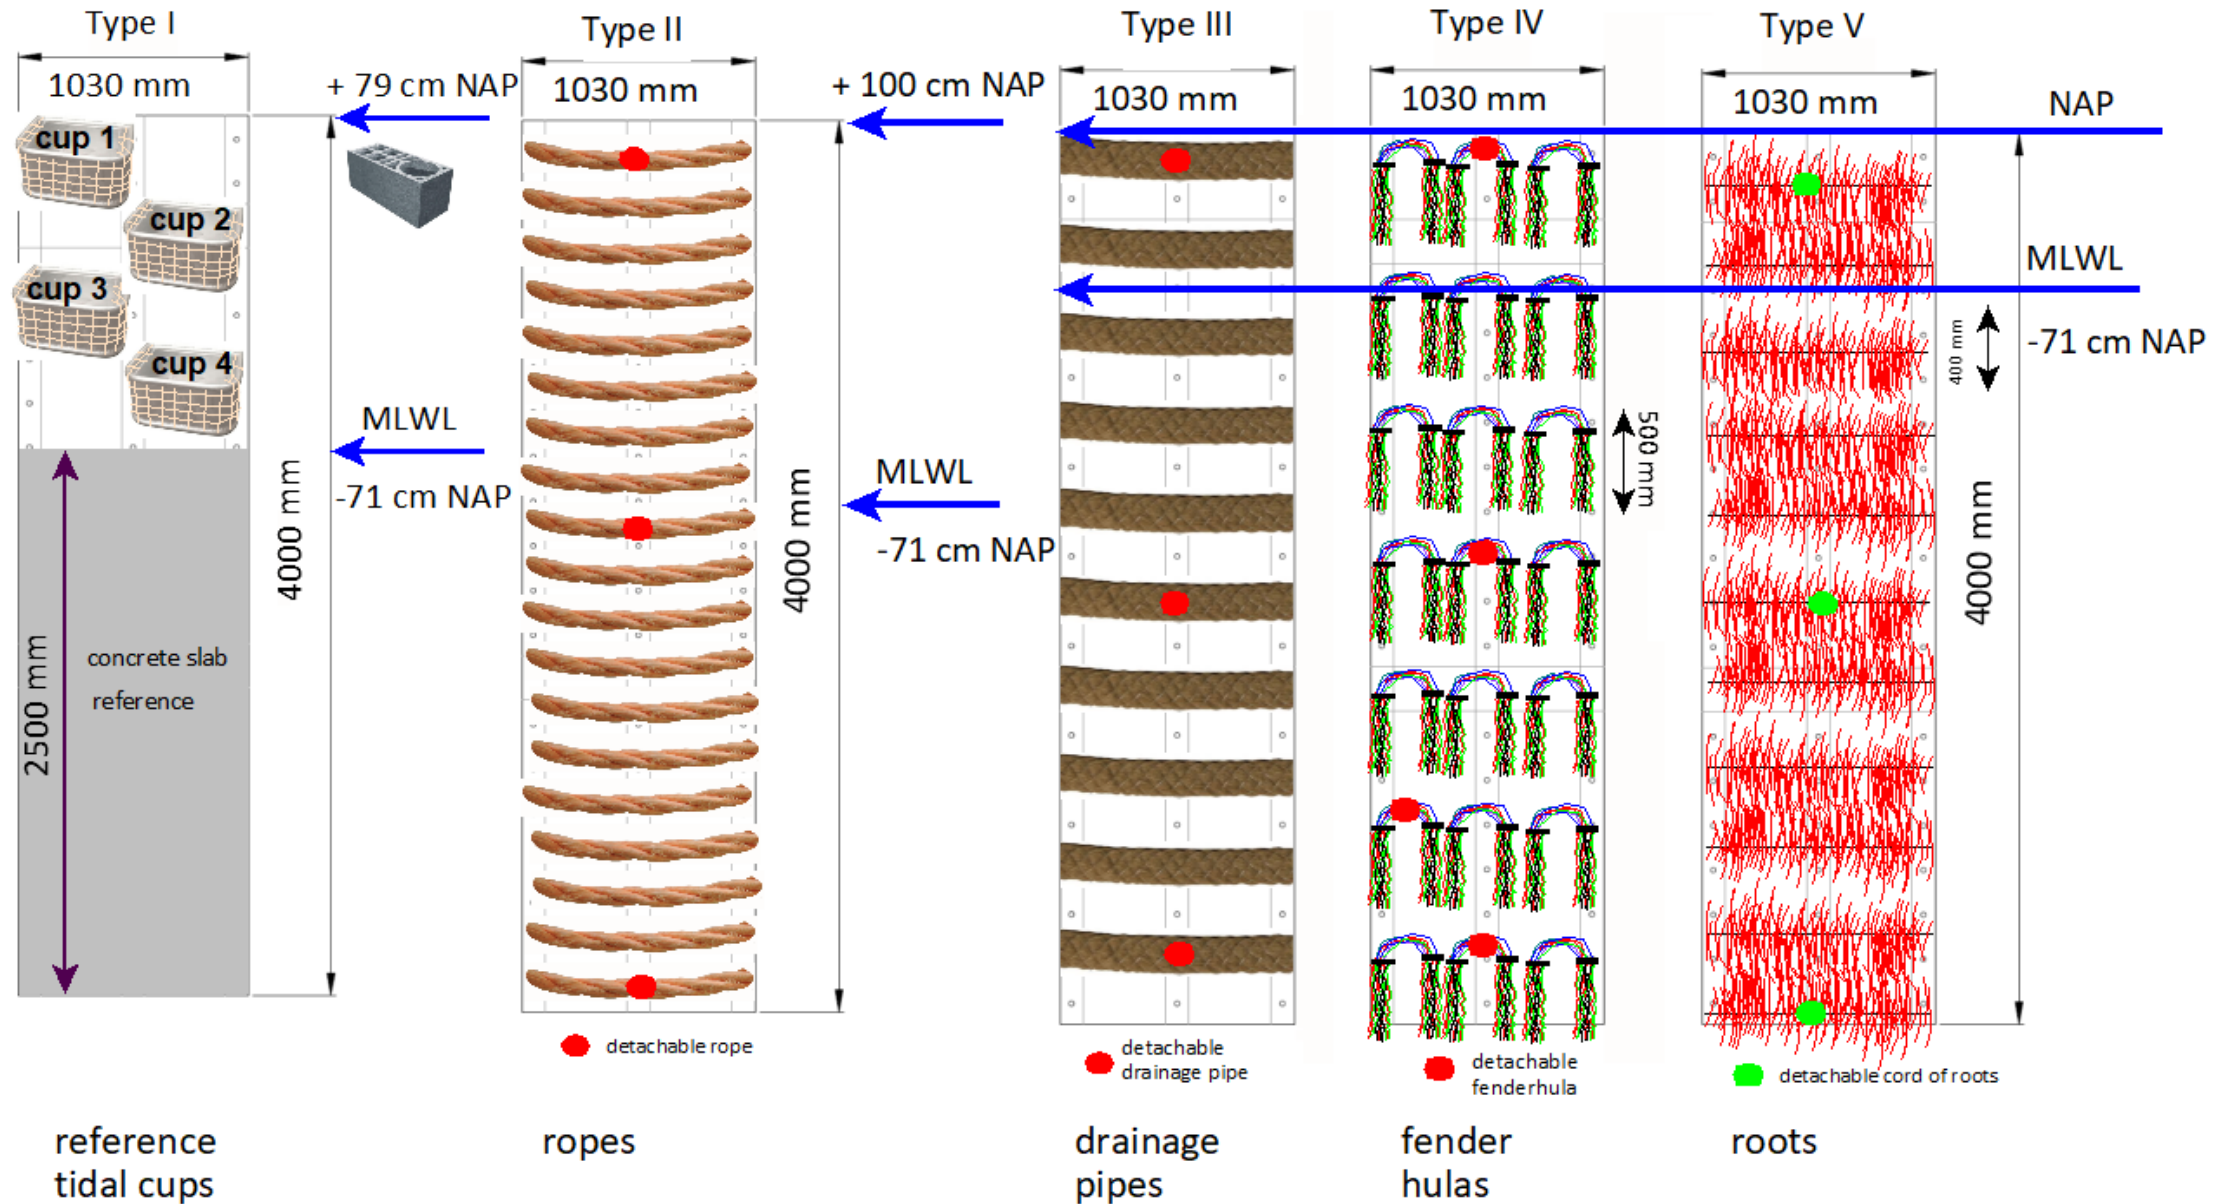 Type I
1030 mm
cup 1
cup 2
cup 3
cup 4
2500 mm
concrete slab
reference
4000 mm
+ 79 cm NAP
MLWL
-71 cm NAP
reference
tidal cups
Type II
1030 mm
4000 mm
+ 100 cm NAP
MLWL
-71 cm NAP
detachable rope
ropes
Type III
1030 mm
detachable
drainage pipe
drainage
pipes
Type IV
1030 mm
500 mm
detachable
fenderhula
fender
hulas
Type V
1030 mm
NAP
MLWL
-71 cm NAP
400 mm
4000 mm
detachable cord of roots
roots